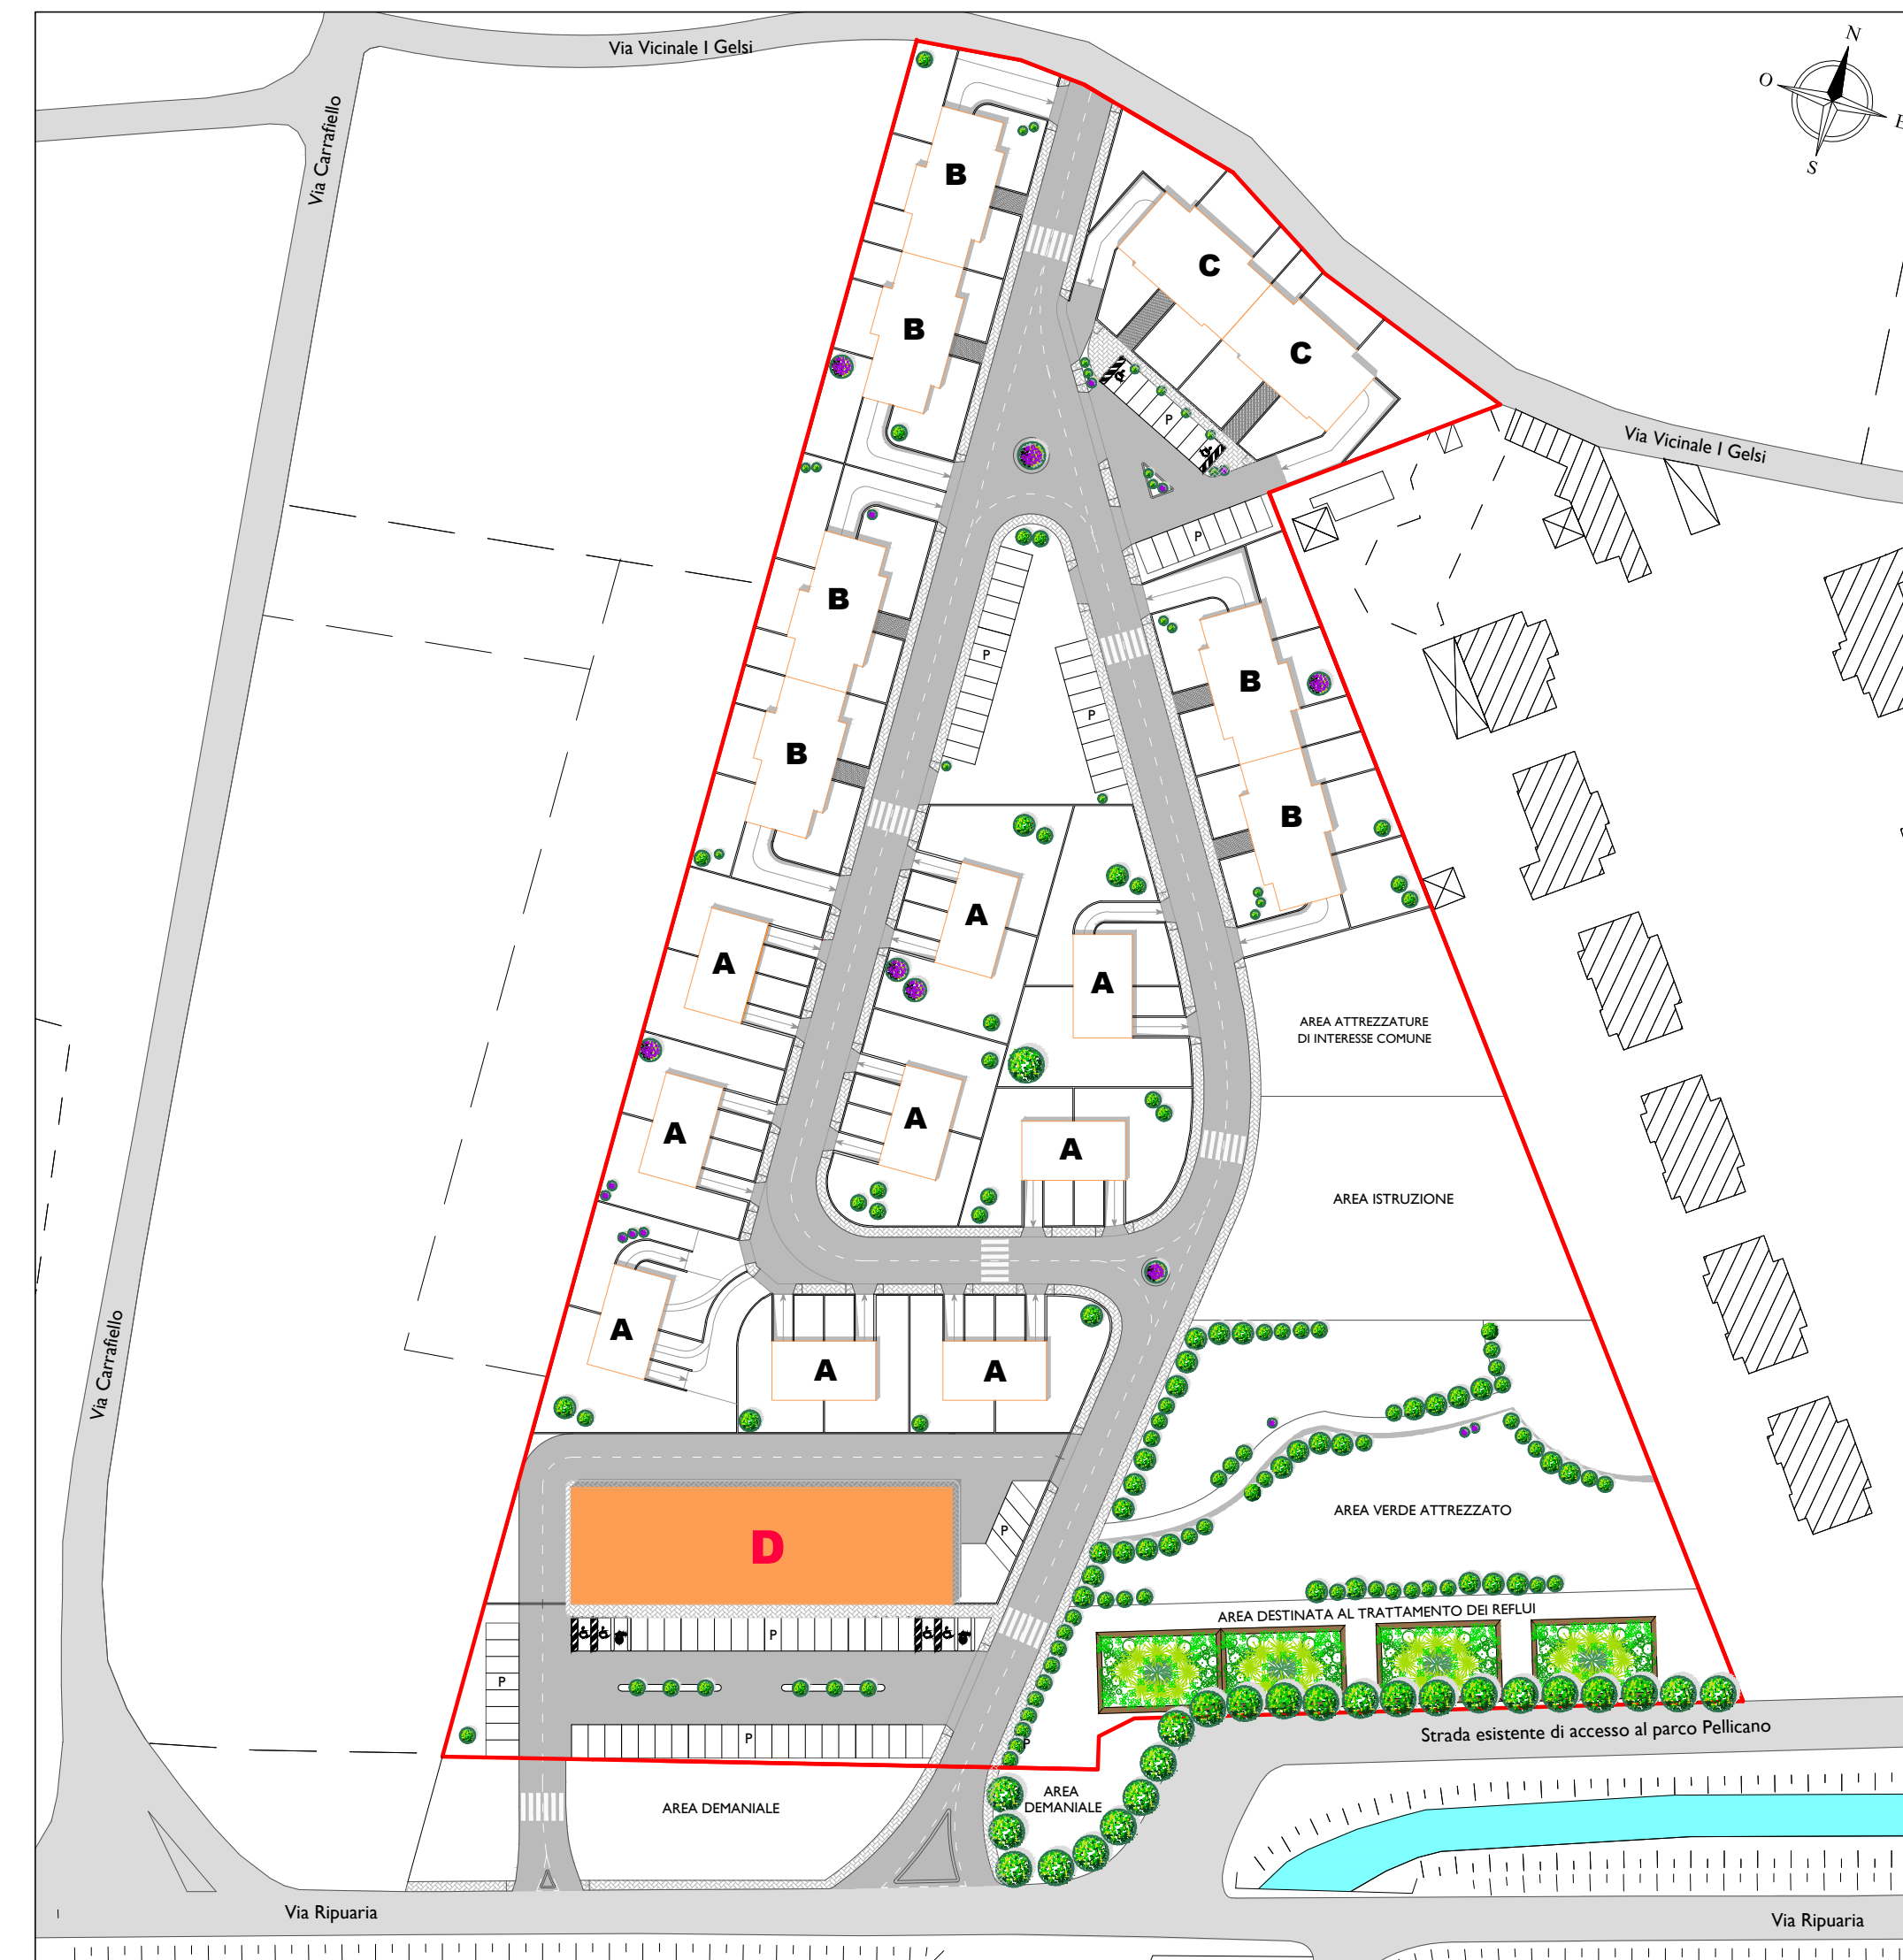 Via Vicinale I Gelsi
N
O
E
S
Via Carrafiello
B
C
B
C
P
Via Vicinale I Gelsi
P
B
P
B
P
B
B
A
A
A
AREA ATTREZZATURE
DI INTERESSE COMUNE
A
A
A
AREA ISTRUZIONE
A
Via Carrafiello
A
A
AREA VERDE ATTREZZATO
P
D
AREA DESTINATA AL TRATTAMENTO DEI REFLUI
P
P
P
P
Strada esistente di accesso al parco Pellicano
AREA
DEMANIALE
AREA DEMANIALE
Via Ripuaria
Via Ripuaria